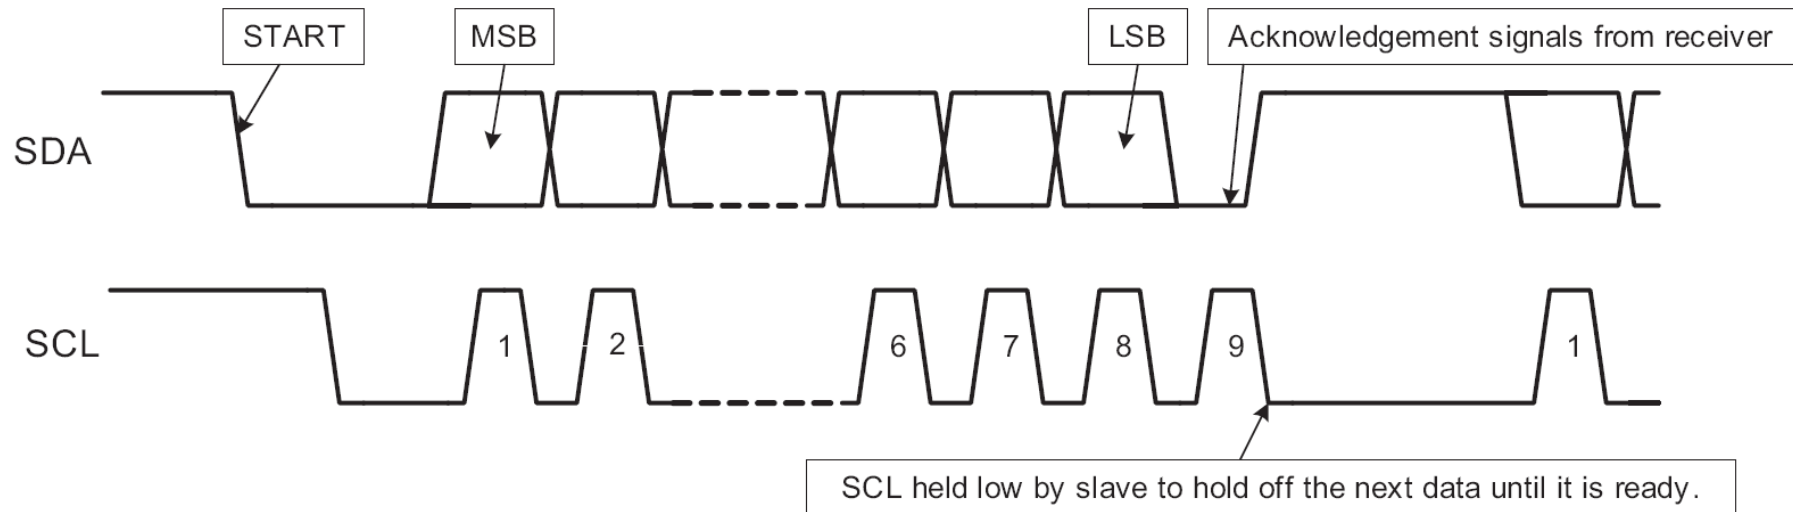 START
MSB
LSB
Acknowledgement signals from receiver
SDA
SCL
1
2
6
7
8
9
1
SCL held low by slave to hold off the next data until it is ready.